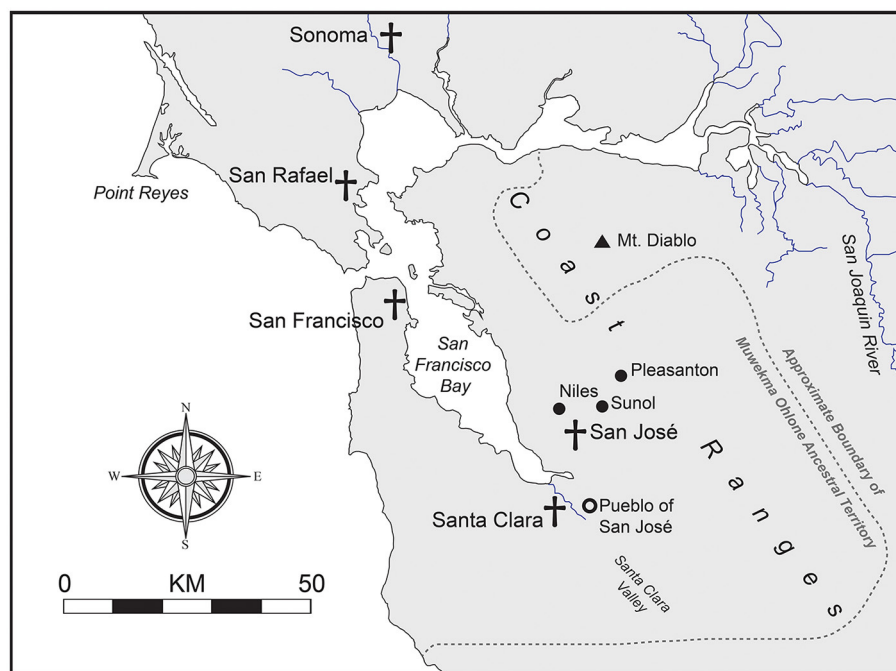 Sonoma
San Rafael
Point Reyes
Coast
Mt. Diablo
San Joaquin River
San Francisco
San
Francisco
Bay
Pleasanton
Niles
Sunol
San José
Approximate Boundary of
Muwekma Ohlone Ancestral Territory
Ranges
N
W
E
S
Santa Clara
Pueblo of
San José
Santa Clara
Valley
0 KM 50